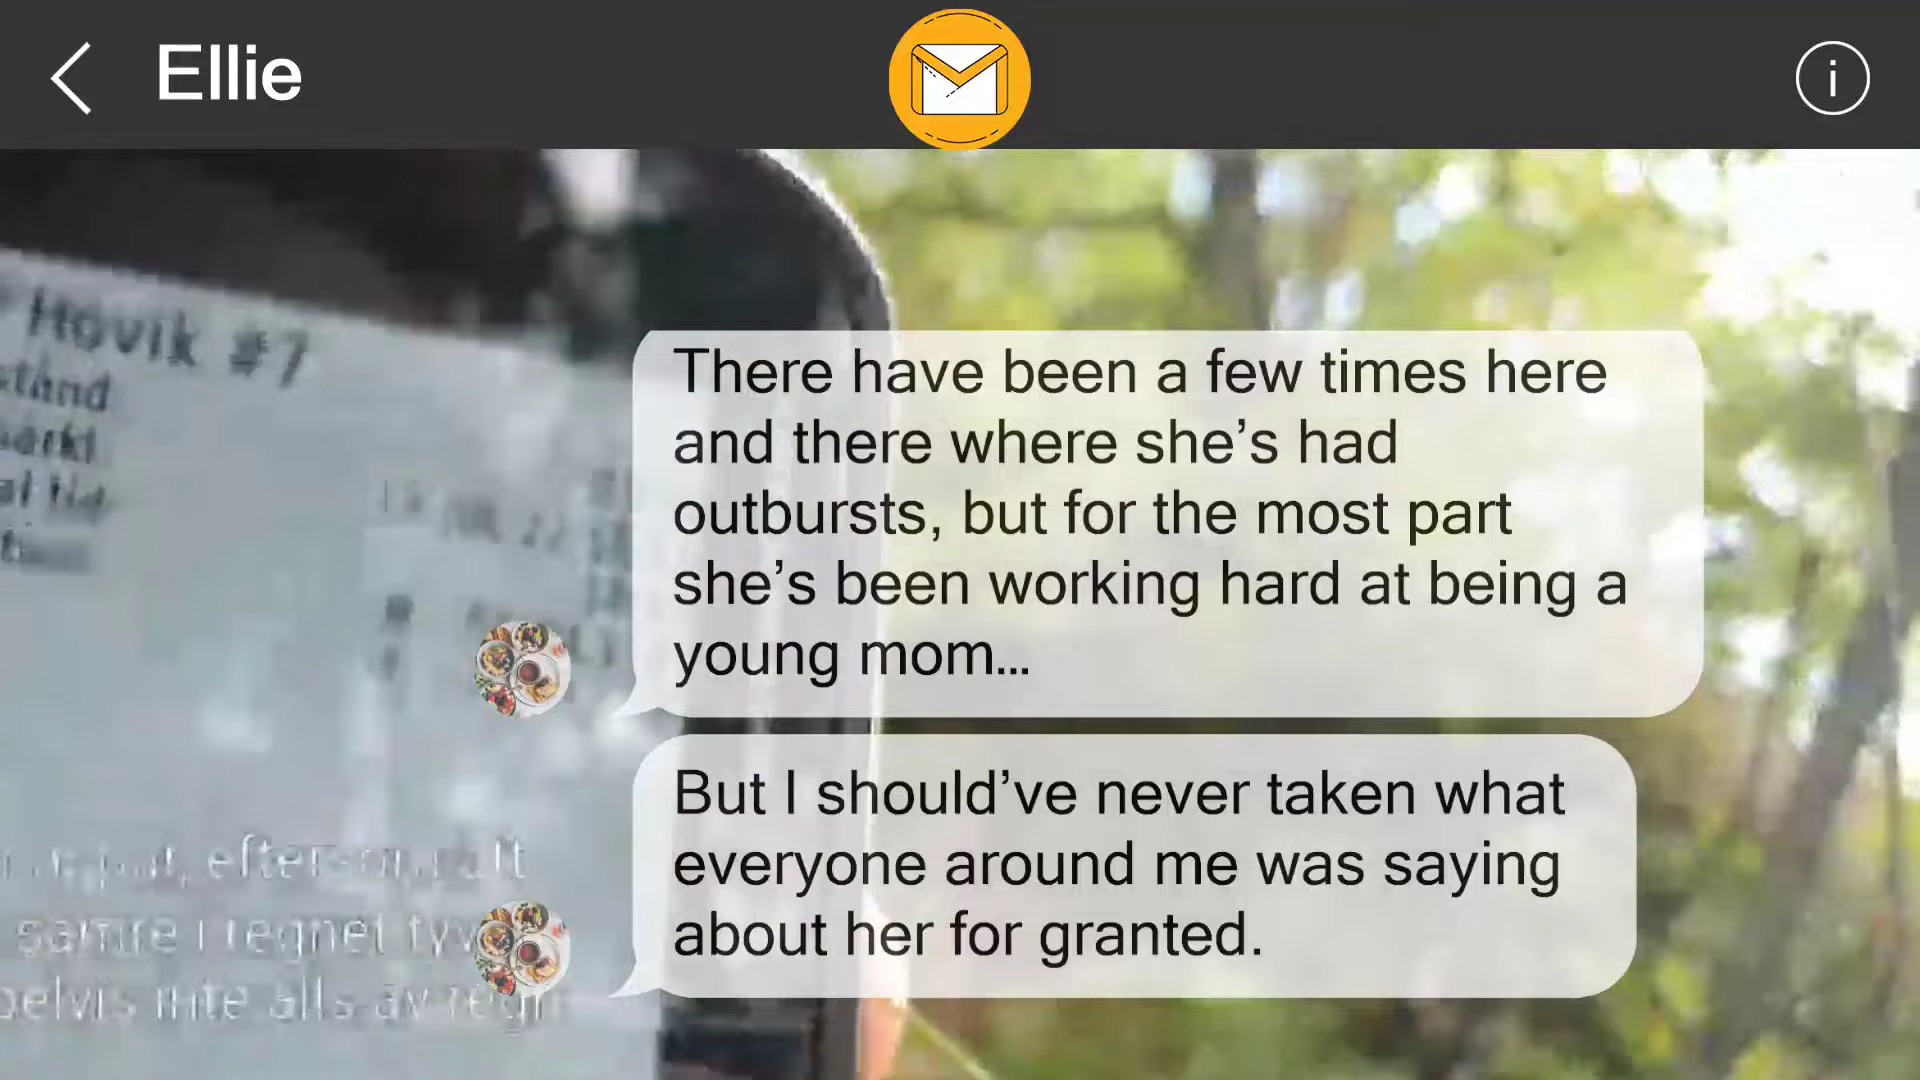 Ellie
i
Hovik #7
There have been a few times here
and there where she’s had
outbursts, but for the most part
she’s been working hard at being a
young mom...
But I should’ve never taken what
everyone around me was saying
about her for granted.